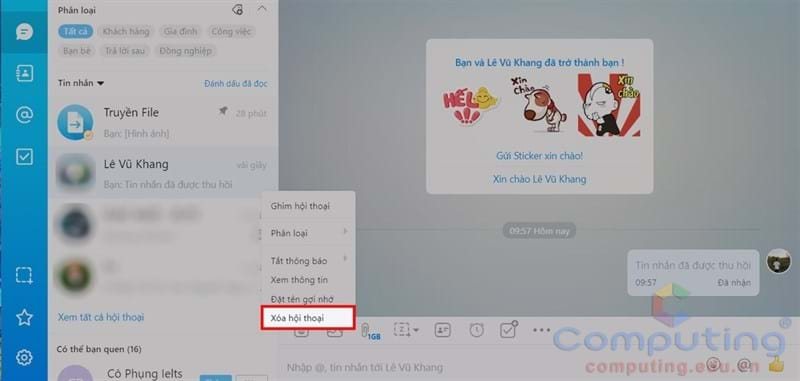 Phân loại
Tất cả
Khách hàng
Gia đình
Công việc
Bạn bè
Trả lời sau
Đồng nghiệp
Tin nhắn
Đánh dấu đã đọc
Truyền File
28 phút
Bạn: [Hình ảnh]
Lê Vũ Khang
vài giây
Bạn: Tin nhắn đã được thu hồi
Xem tất cả hội thoại
Có thể bạn quen (16)
Cô Phụng Ielts
Ghim hội thoại
Phân loại
Tắt thông báo
Xem thông tin
Đặt tên gợi nhớ
Xóa hội thoại
Bạn và Lê Vũ Khang đã trở thành bạn !
HẾLÔ
Xin
Chào
XIN
CHÀO
Gửi Sticker xin chào!
Xin chào Lê Vũ Khang
09:57 Hôm nay
Tin nhắn đã được thu hồi
09:57
Đã nhận
1GB
Nhập @, tin nhắn tới Lê Vũ Khang
Computing
computing.edu.vn